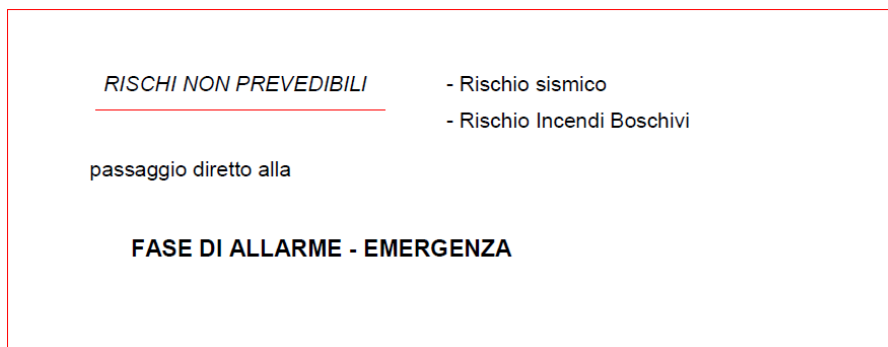 RISCHI NON PREVEDIBILI - Rischio sismico
- Rischio Incendi Boschivi
passaggio diretto alla
FASE DI ALLARME - EMERGENZA